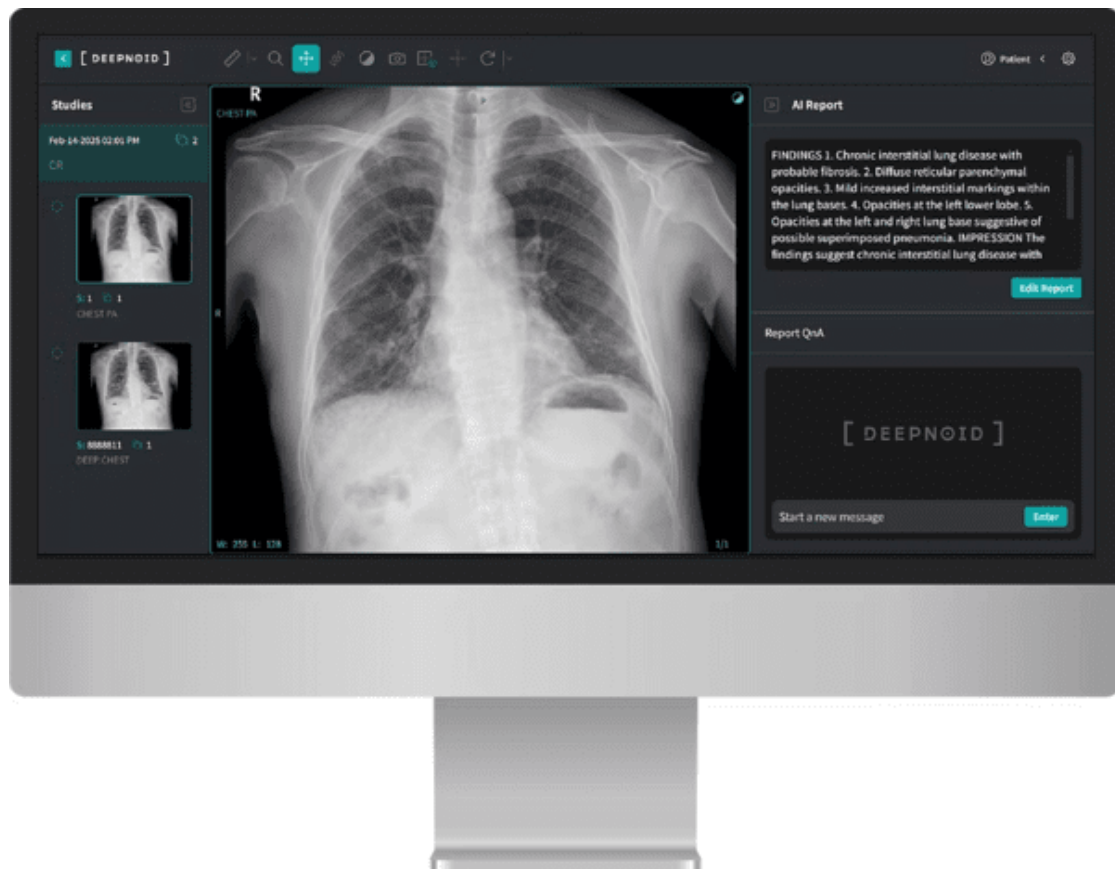 [ DEEPNOID ]
Patient
Studies
Feb-14-2025 02:01 PM
2
CR
S: 1 1
CHEST PA
S: 8888811 1
DEEP:CHEST
R
CHEST PA
R
W: 255 L: 128
1/1
AI Report
FINDINGS 1. Chronic interstitial lung disease with
probable fibrosis. 2. Diffuse reticular parenchymal
opacities. 3. Mild increased interstitial markings within
the lung bases. 4. Opacities at the left lower lobe. 5.
Opacities at the left and right lung base suggestive of
possible superimposed pneumonia. IMPRESSION The
findings suggest chronic interstitial lung disease with
Edit Report
Report QnA
[ DEEPNOID ]
Start a new message
Enter